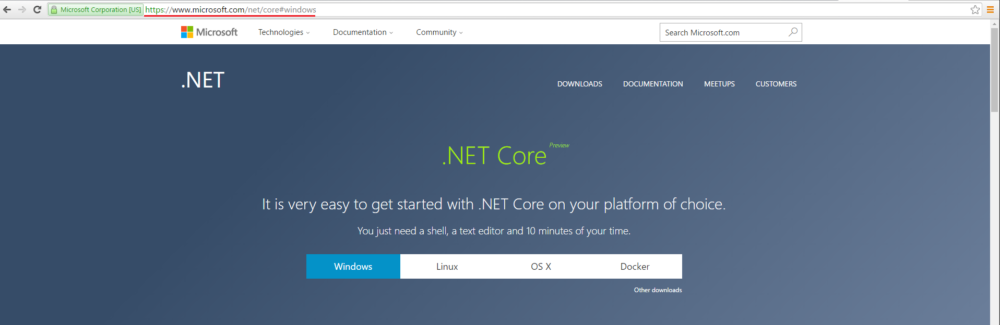 Microsoft Corporation [US] https://www.microsoft.com/net/core#windows
Microsoft Technologies Documentation Community Search Microsoft.com
.NET DOWNLOADS DOCUMENTATION MEETUPS CUSTOMERS
.NET Core Preview
It is very easy to get started with .NET Core on your platform of choice.
You just need a shell, a text editor and 10 minutes of your time.
Windows Linux OS X Docker
Other downloads